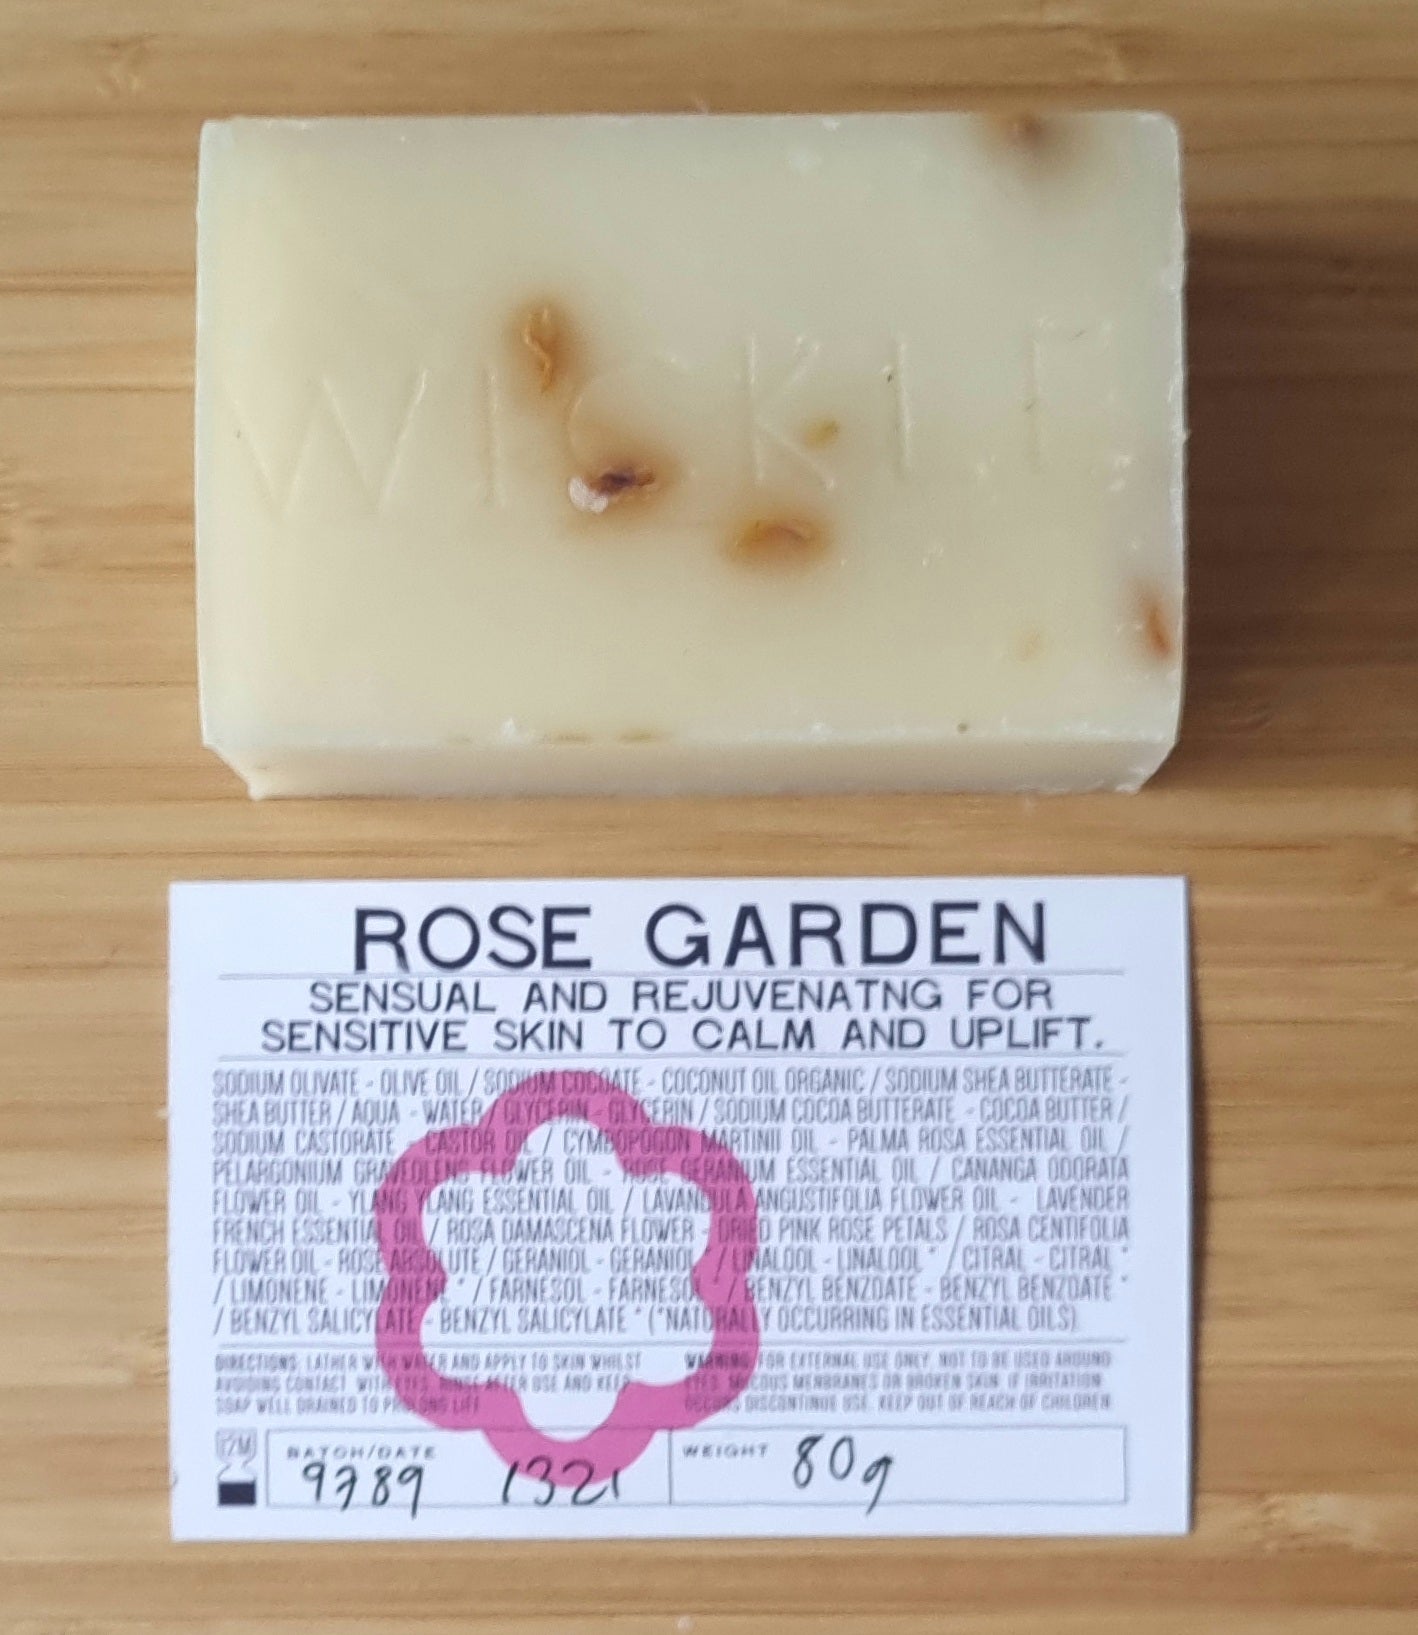 WICKIE
ROSE GARDEN
SENSUAL AND REJUVENATNG FOR
SENSITIVE SKIN TO CALM AND UPLIFT.
SODIUM OLIVATE - OLIVE OIL / SODIUM COCOATE - COCONUT OIL ORGANIC / SODIUM SHEA BUTTERATE -
SHEA BUTTER / AQUA - WATER / GLYCERIN - GLYCERIN / SODIUM COCOA BUTTERATE - COCOA BUTTER /
SODIUM CASTORATE - CASTOR OIL / CYMBOPOGON MARTINII OIL - PALMA ROSA ESSENTIAL OIL /
PELARGONIUM GRAVEOLENS FLOWER OIL - ROSE GERANIUM ESSENTIAL OIL / CANANGA ODORATA
FLOWER OIL - YLANG YLANG ESSENTIAL OIL / LAVANDULA ANGUSTIFOLIA FLOWER OIL - LAVENDER
FRENCH ESSENTIAL OIL / ROSA DAMASCENA FLOWER - DRIED PINK ROSE PETALS / ROSA CENTIFOLIA
FLOWER OIL - ROSE ABSOLUTE / GERANIOL - GERANIOL / LINALOOL - LINALOOL * / CITRAL - CITRAL *
/ LIMONENE - LIMONENE * / FARNESOL - FARNESOL * / BENZYL BENZOATE - BENZYL BENZOATE *
/ BENZYL SALICYLATE - BENZYL SALICYLATE * (*NATURALLY OCCURRING IN ESSENTIAL OILS)
DIRECTIONS: LATHER WITH WATER AND APPLY TO SKIN WHILST
AVOIDING CONTACT WITH EYES. RINSE AFTER USE AND KEEP
SOAP WELL DRAINED TO PROLONG LIFE
WARNING: FOR EXTERNAL USE ONLY, NOT TO BE USED AROUND
EYES, MUCOUS MEMBRANES OR BROKEN SKIN. IF IRRITATION
OCCURS DISCONTINUE USE. KEEP OUT OF REACH OF CHILDREN
12M
BATCH/DATE
9789 1321
WEIGHT 80g